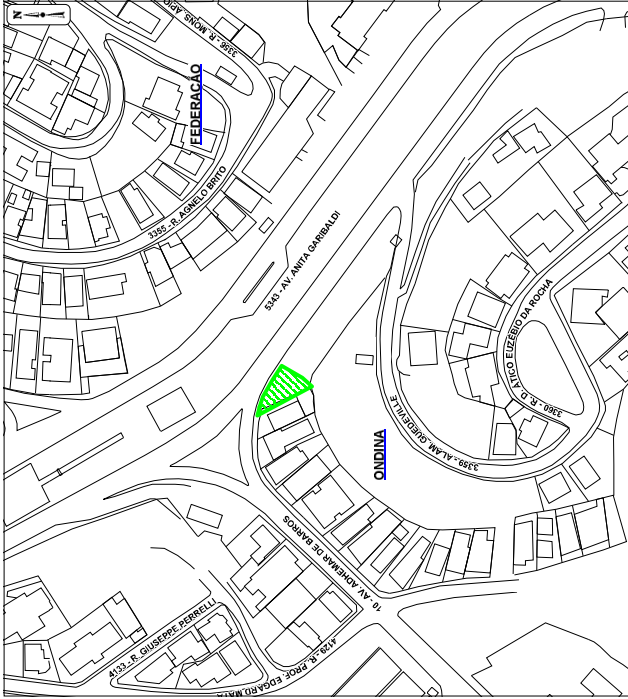 N
3356 - R. MONS. APIO
FEDERAÇÃO
3355 - R. AGNELO BRITO
5343 - AV. ANITA GARIBALDI
3360 - R. D. ÁTICO EUZÉBIO DA ROCHA
3359 - ALAM. GUEDEVILLE
ONDINA
10 - AV. ADHEMAR DE BARROS
4133 - R. GIUSEPPE PERRELLI
4129 - R. PROF. EDGARD MATA